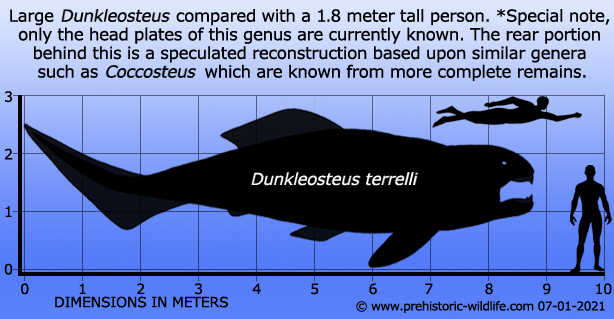 Large Dunkleosteus compared with a 1.8 meter tall person. *Special note,
only the head plates of this genus are currently known. The rear portion
behind this is a speculated reconstruction based upon similar genera
such as Coccosteus which are known from more complete remains.
3
2
Dunkleosteus terrelli
1
0
0 1 2 3 4 5 6 7 8 9 10
DIMENSIONS IN METERS
© www.prehistoric-wildlife.com 07-01-2021